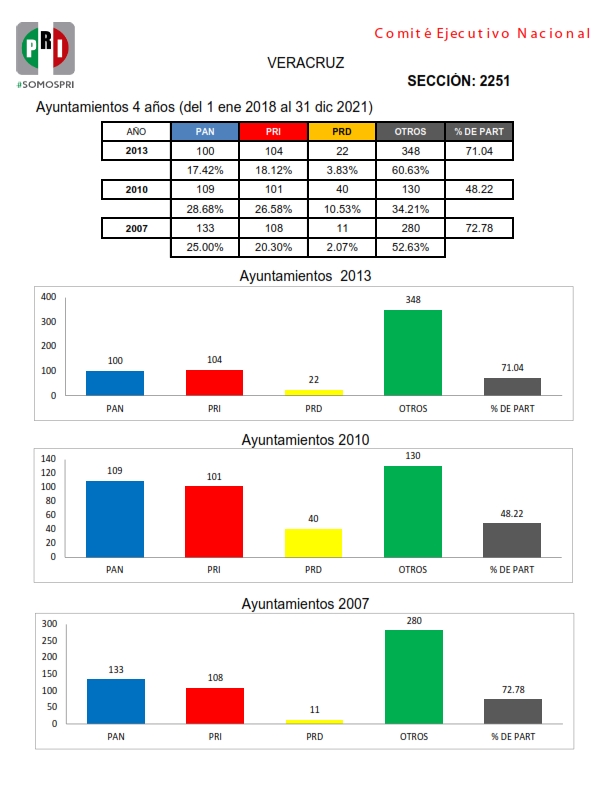 Comité Ejecutivo Nacional
PRI
#SOMOSPRI
VERACRUZ
SECCIÓN: 2251
Ayuntamientos 4 años (del 1 ene 2018 al 31 dic 2021)
AÑO PAN PRI PRD OTROS % DE PART
2013 100 104 22 348 71.04
17.42% 18.12% 3.83% 60.63%
2010 109 101 40 130 48.22
28.68% 26.58% 10.53% 34.21%
2007 133 108 11 280 72.78
25.00% 20.30% 2.07% 52.63%
Ayuntamientos 2013
400
300
200
100
0
100 104 22 348 71.04
PAN PRI PRD OTROS % DE PART
Ayuntamientos 2010
140
120
100
80
60
40
20
0
109 101 40 130 48.22
PAN PRI PRD OTROS % DE PART
Ayuntamientos 2007
300
250
200
150
100
50
0
133 108 11 280 72.78
PAN PRI PRD OTROS % DE PART